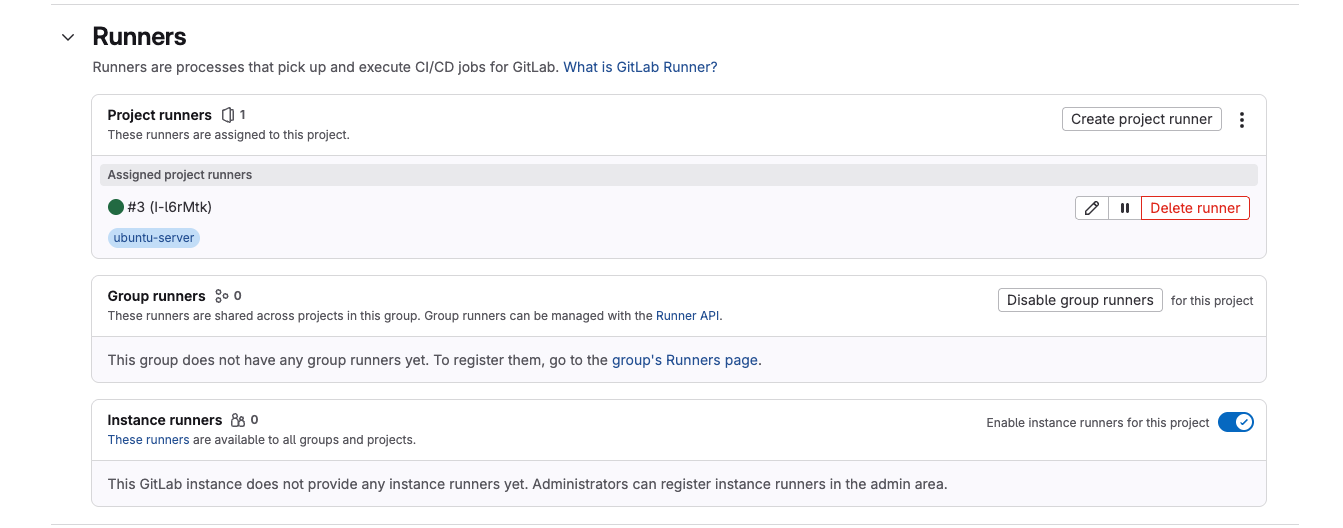 Runners
Runners are processes that pick up and execute CI/CD jobs for GitLab. What is GitLab Runner?
Project runners 1
Create project runner
These runners are assigned to this project.
Assigned project runners
#3 (I-l6rMtk)
Delete runner
ubuntu-server
Group runners 0
Disable group runners for this project
These runners are shared across projects in this group. Group runners can be managed with the Runner API.
This group does not have any group runners yet. To register them, go to the group's Runners page.
Instance runners 0
Enable instance runners for this project
These runners are available to all groups and projects.
This GitLab instance does not provide any instance runners yet. Administrators can register instance runners in the admin area.